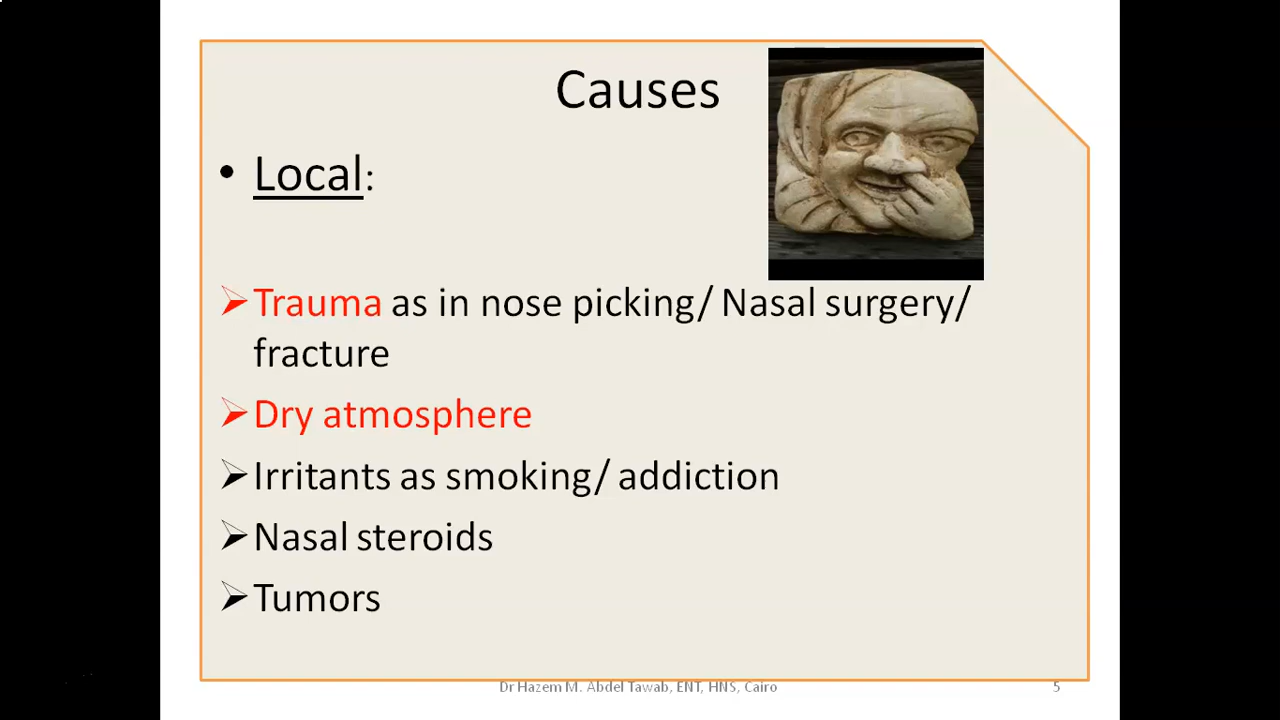 Causes
• Local:
➢Trauma as in nose picking/ Nasal surgery/
fracture
➢Dry atmosphere
➢Irritants as smoking/ addiction
➢Nasal steroids
➢Tumors
Dr Hazem M. Abdel Tawab, ENT, HNS, Cairo 5